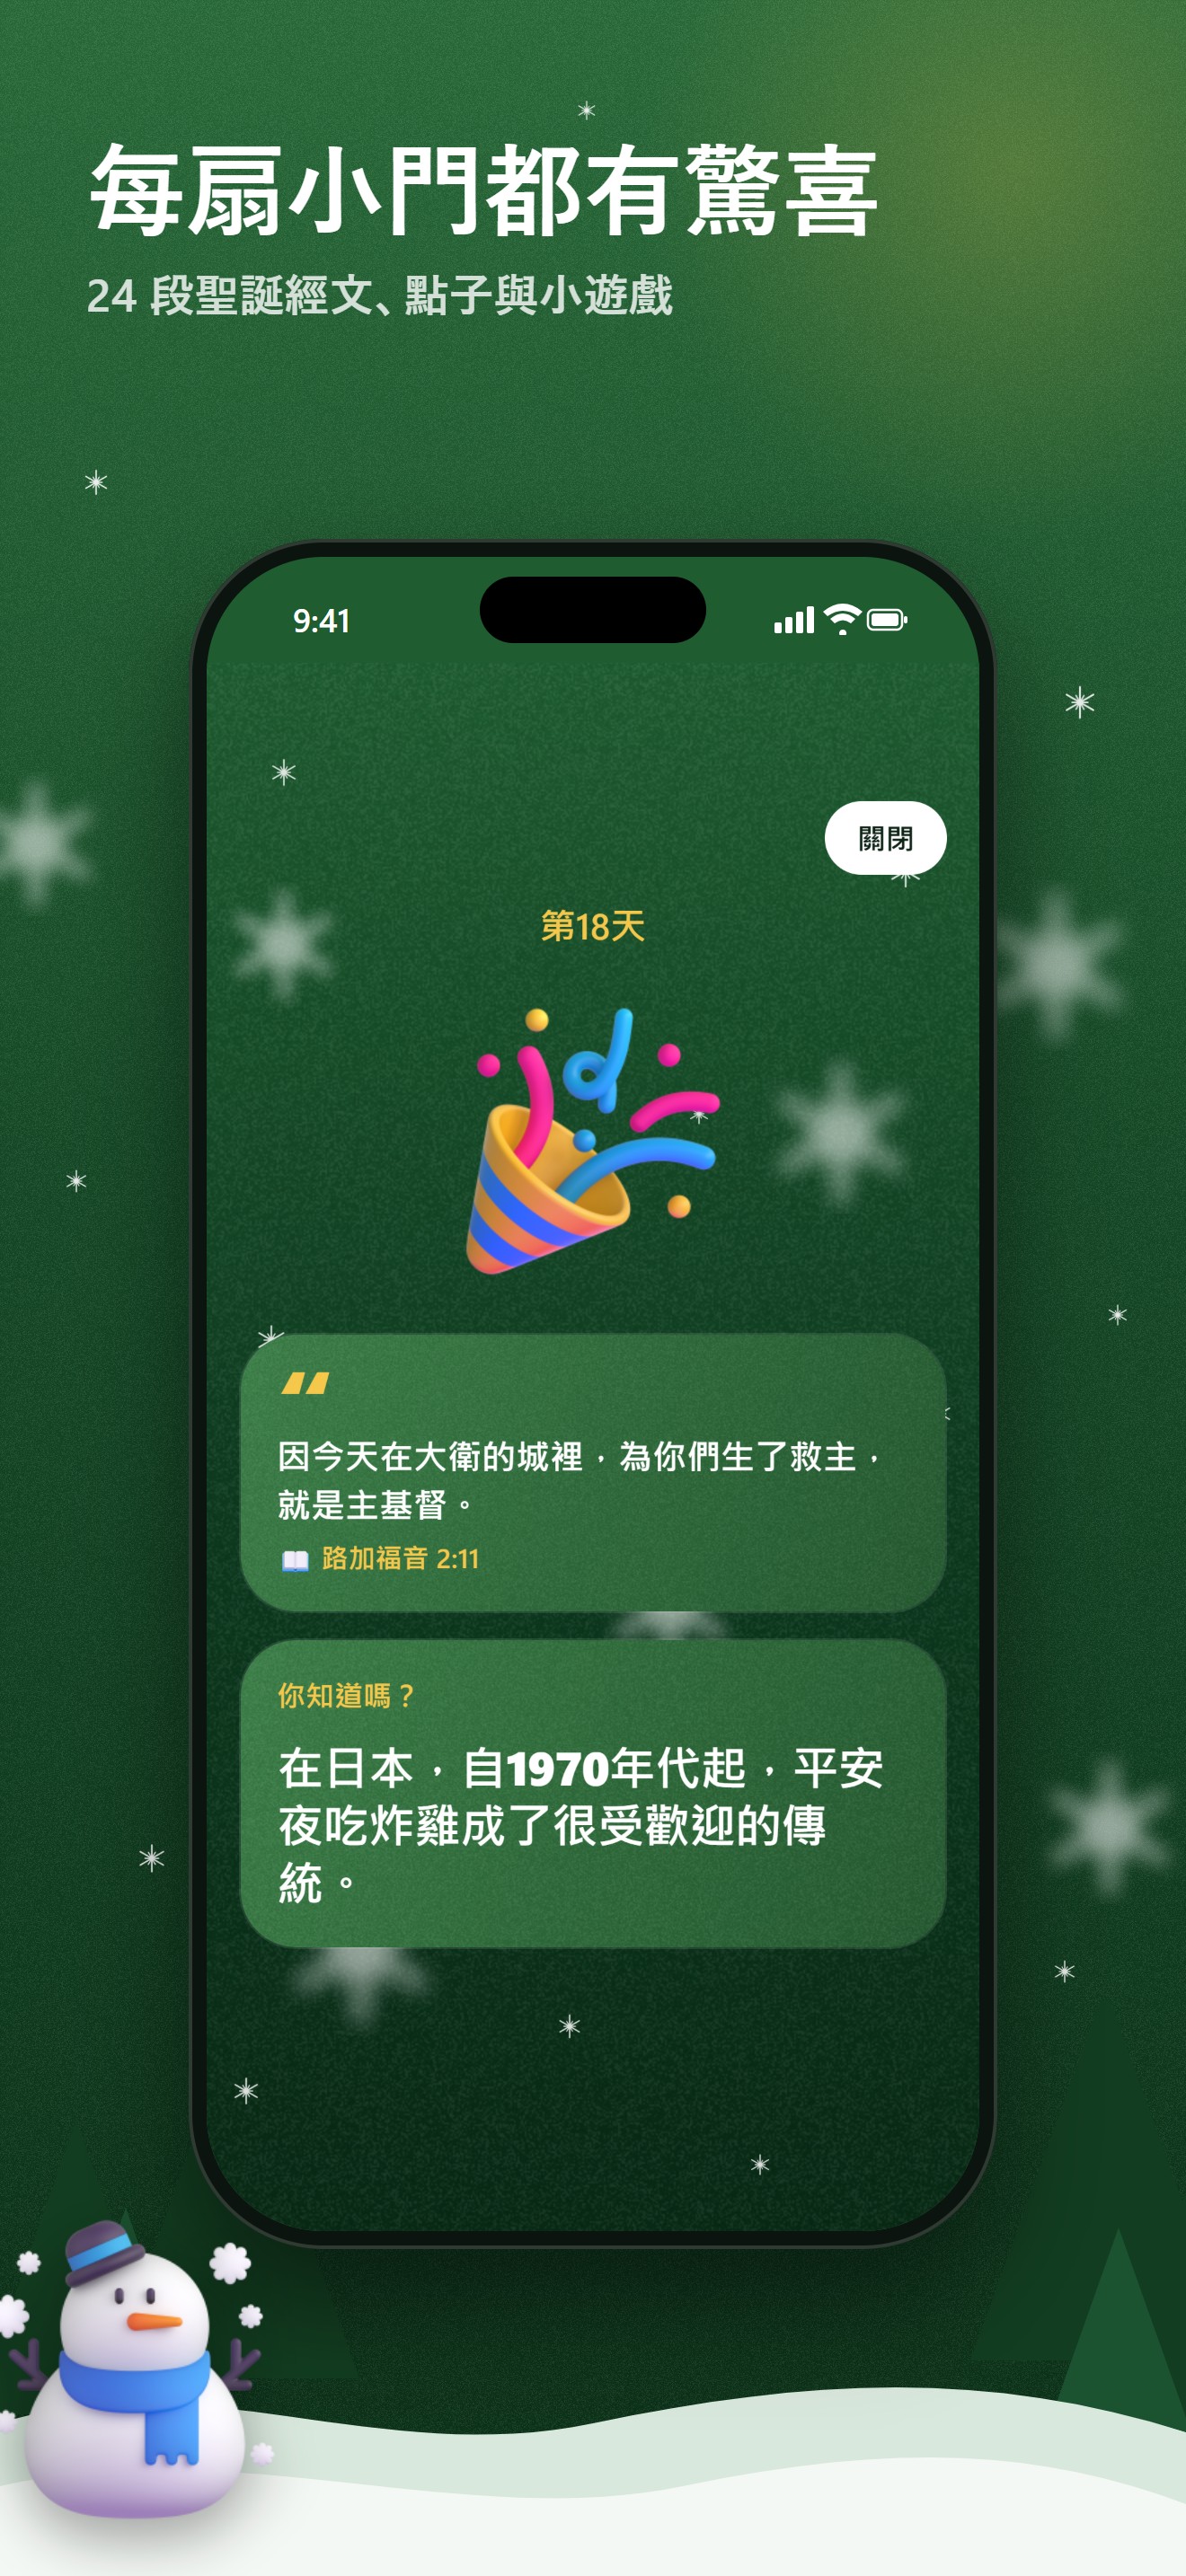 每扇小門都有驚喜
24 段聖誕經文、點子與小遊戲
9:41
關閉
第18天
因今天在大衛的城裡，為你們生了救主，
就是主基督。
路加福音 2:11
你知道嗎？
在日本，自1970年代起，平安
夜吃炸雞成了很受歡迎的傳
統。